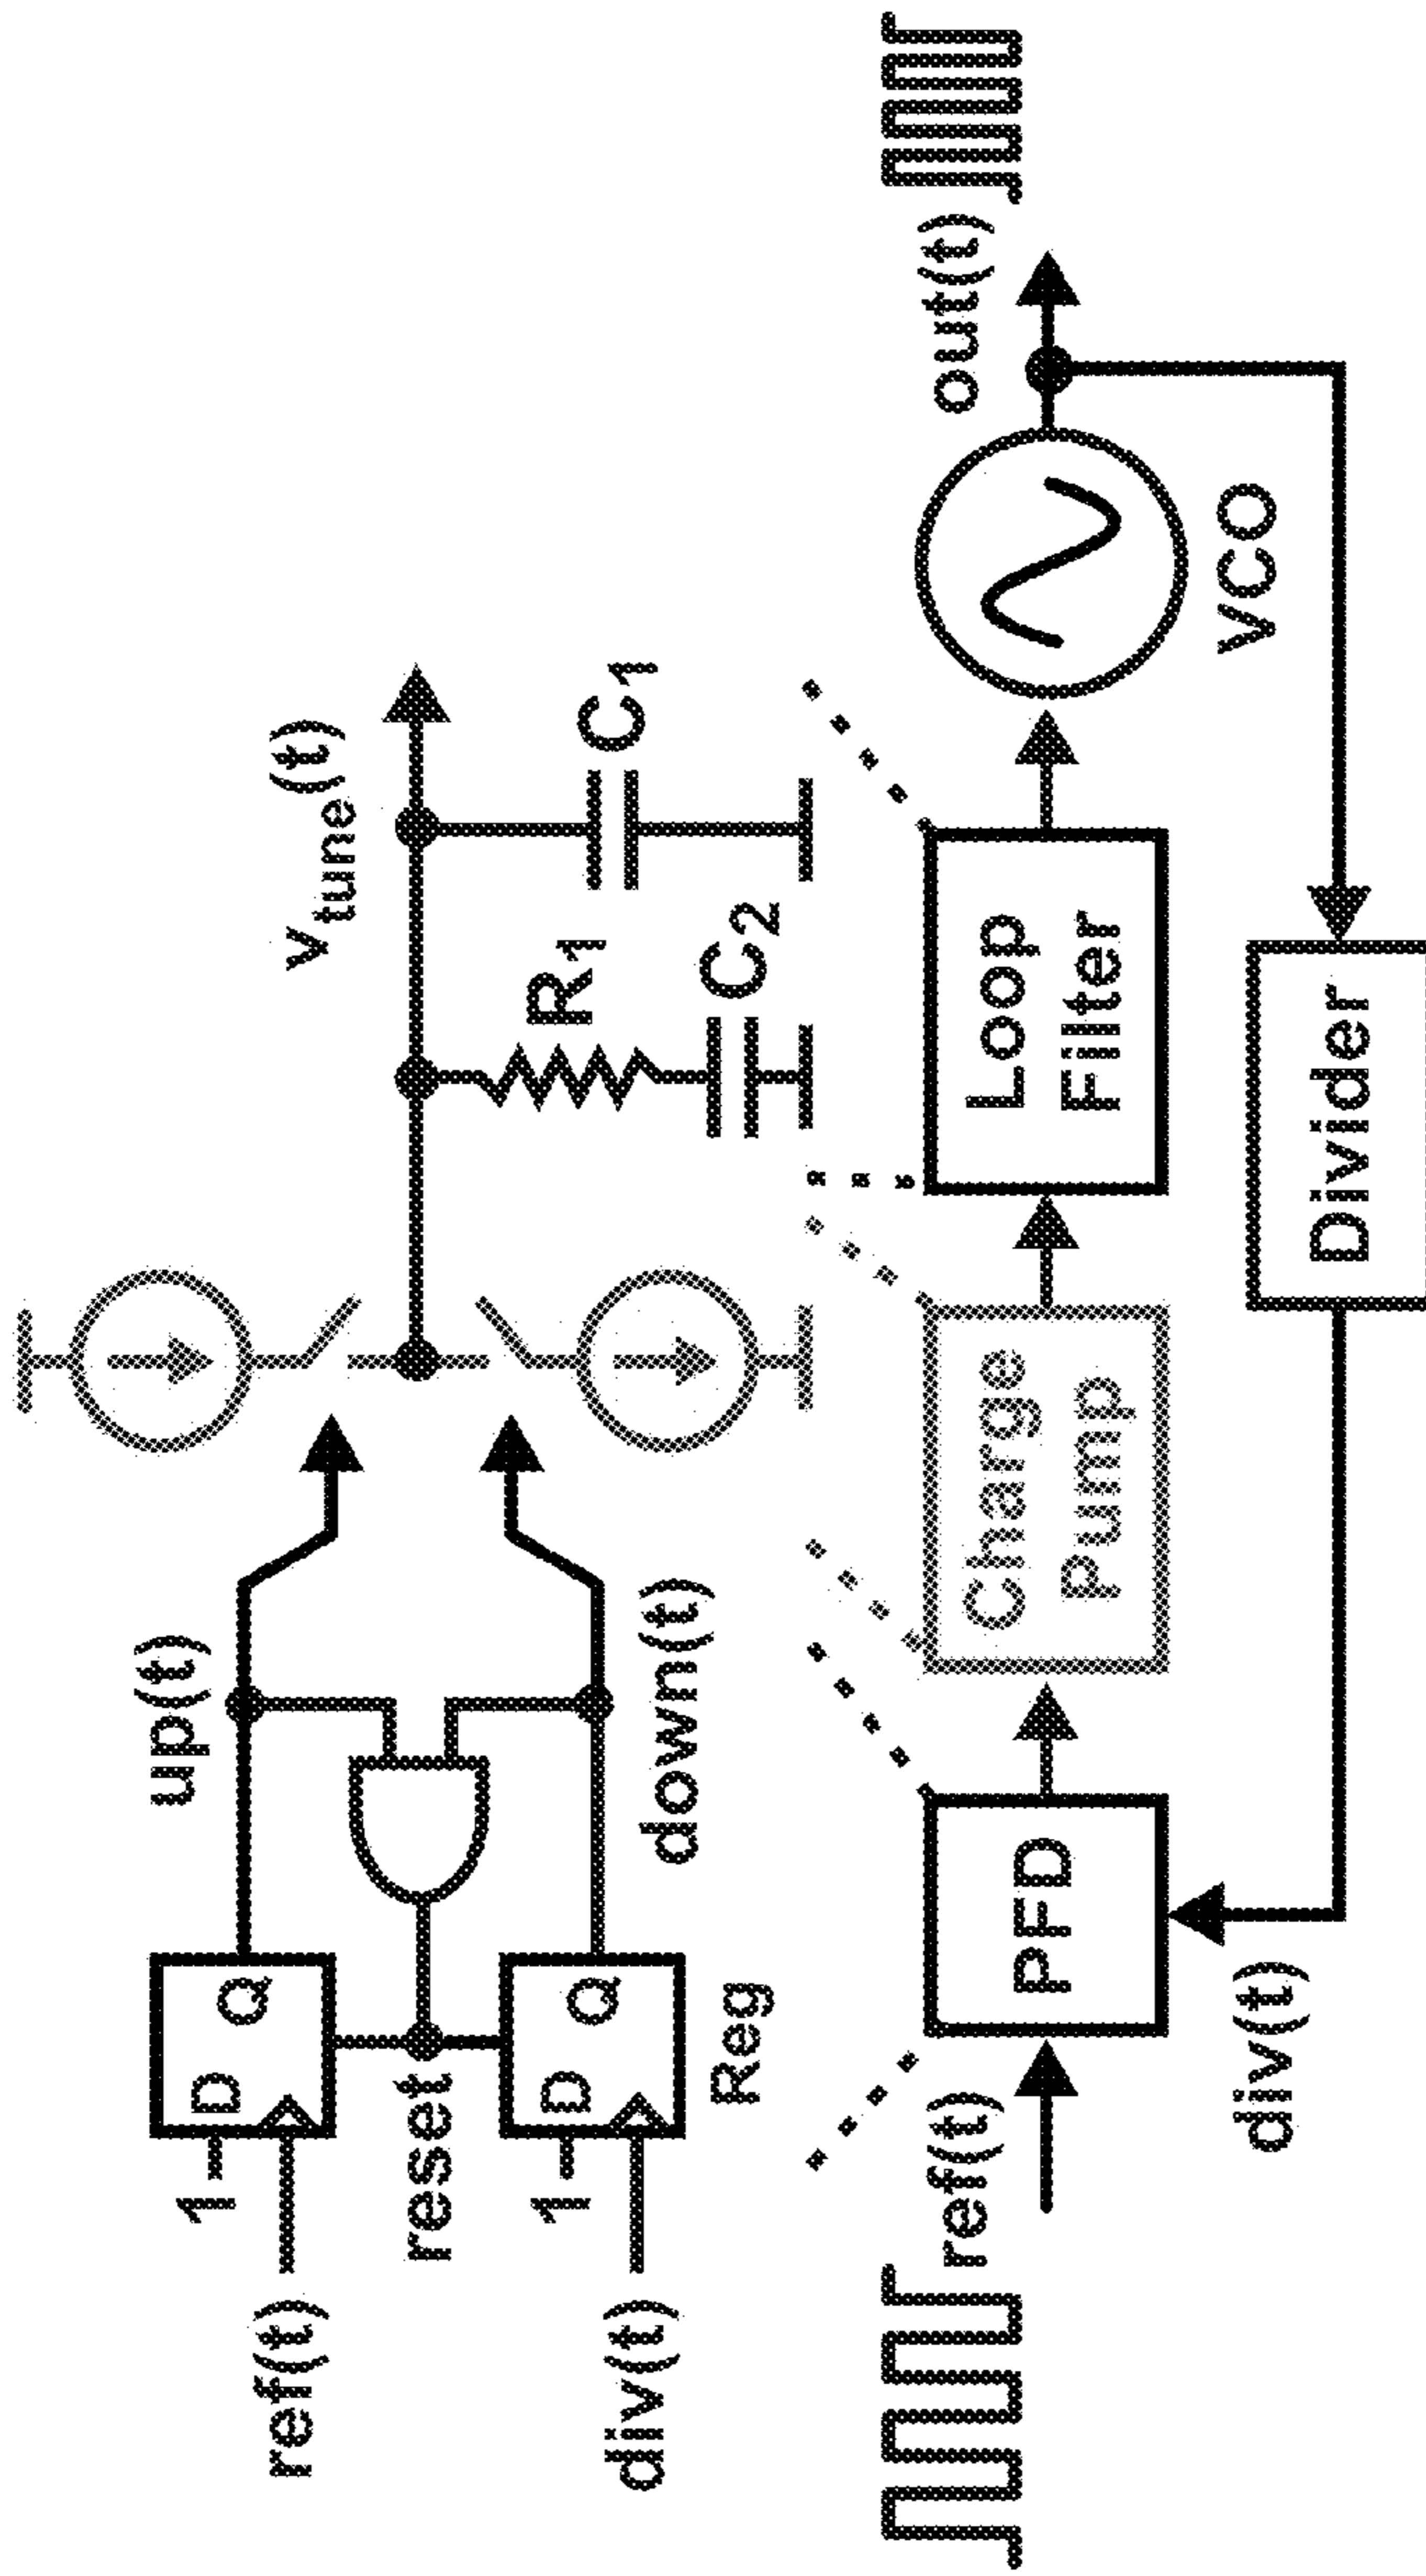 up(t)
v_tune(t)
1
D Q
ref(t)
reset
R₁
C₁
1
D Q
C₂
div(t)
down(t)
Reg
ref(t)
out(t)
PFD
Charge
Pump
Loop
Filter
VCO
div(t)
Divider